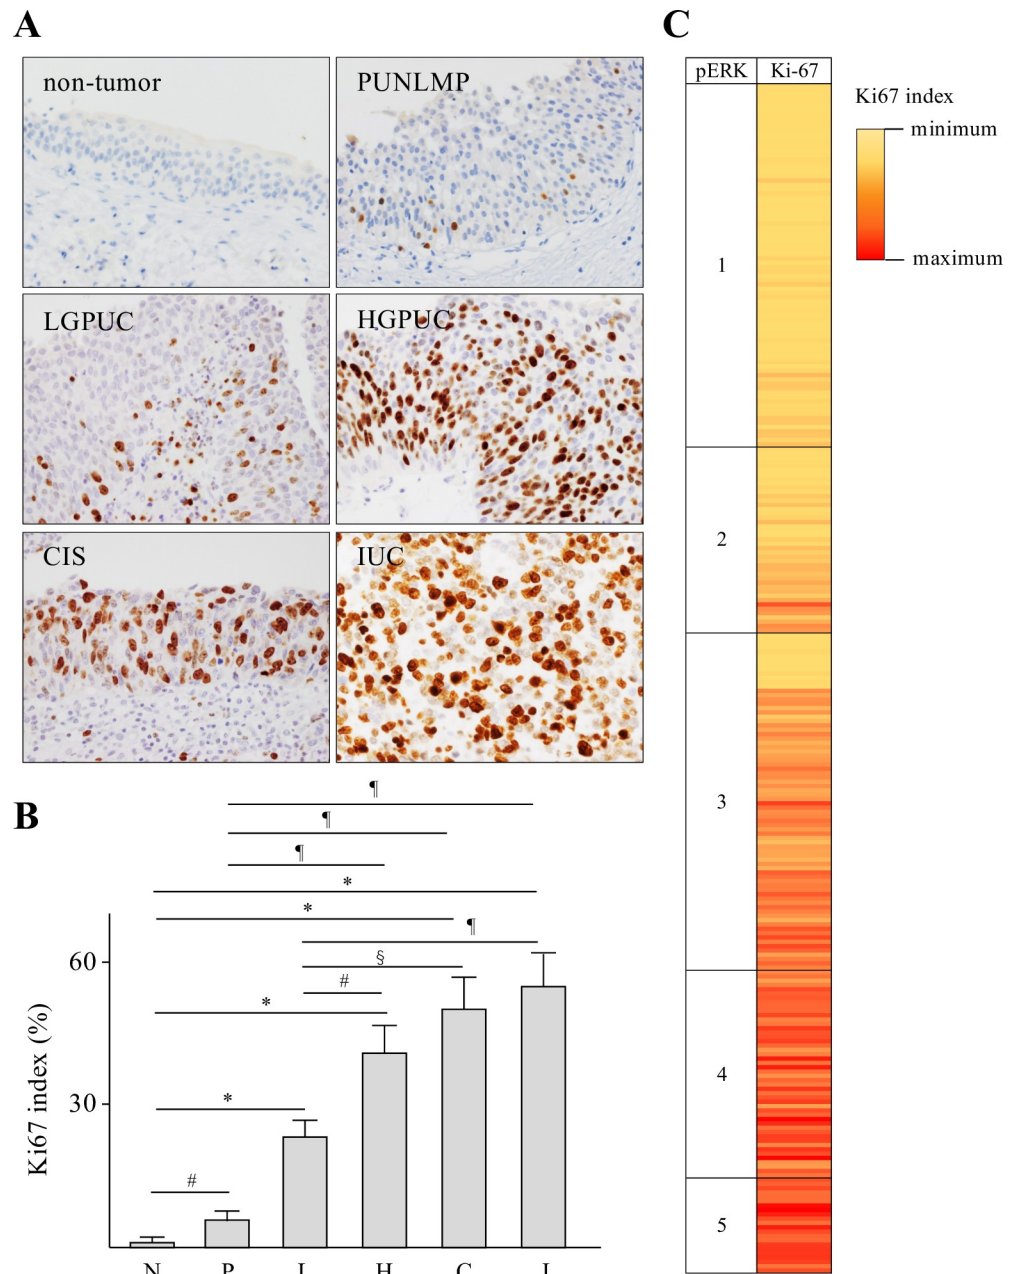 A
non-tumor
PUNLMP
LGPUC
HGPUC
CIS
IUC
B
¶
¶
¶
*
*
¶
§
#
*
*
#
60
30
Ki67 index (%)
N
P
L
H
C
I
C
pERK
Ki-67
1
2
3
4
5
Ki67 index
minimum
maximum